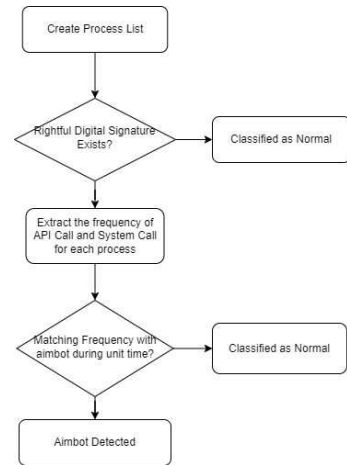 Create Process List
Rightful Digital Signature
Exists?
Classified as Normal
Extract the frequency of
API Call and System Call
for each process
Matching Frequency with
aimbot during unit time?
Classified as Normal
Aimbot Detected